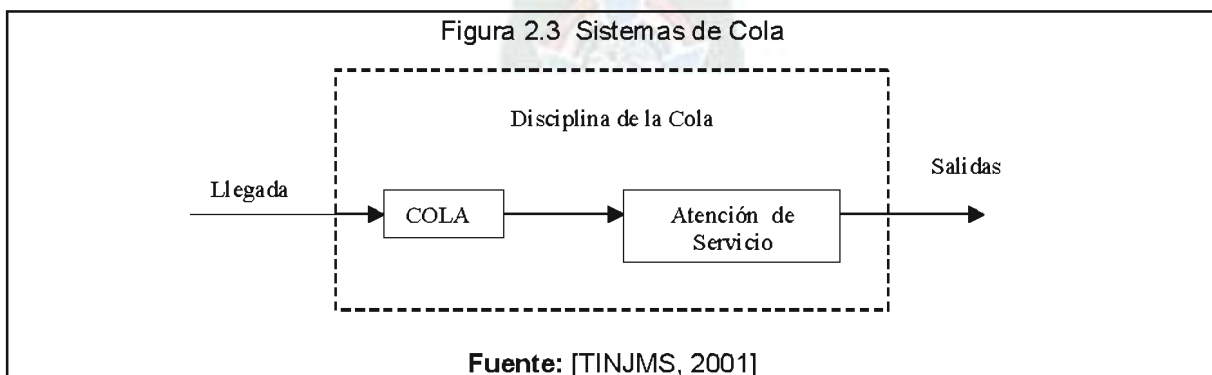 Figura 2.3 Sistemas de Cola
Disciplina de la Cola
Llegada
COLA
Atención de
Servicio
Salidas
Fuente: [TINJMS, 2001]